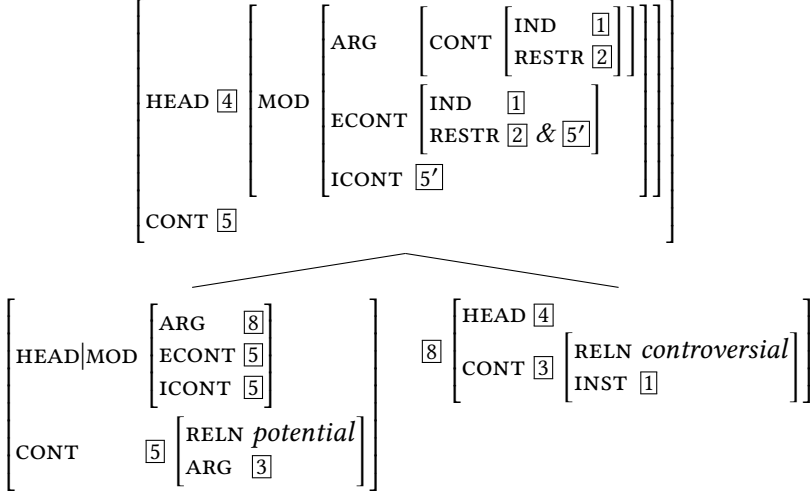 ARG CONT IND 1
RESTR 2
HEAD 4 MOD ECONT IND 1
RESTR 2 & 5′
ICONT 5′
CONT 5
HEAD|MOD ARG 8
ECONT 5
ICONT 5
CONT 5 RELN potential
ARG 3
8 HEAD 4
CONT 3 RELN controversial
INST 1